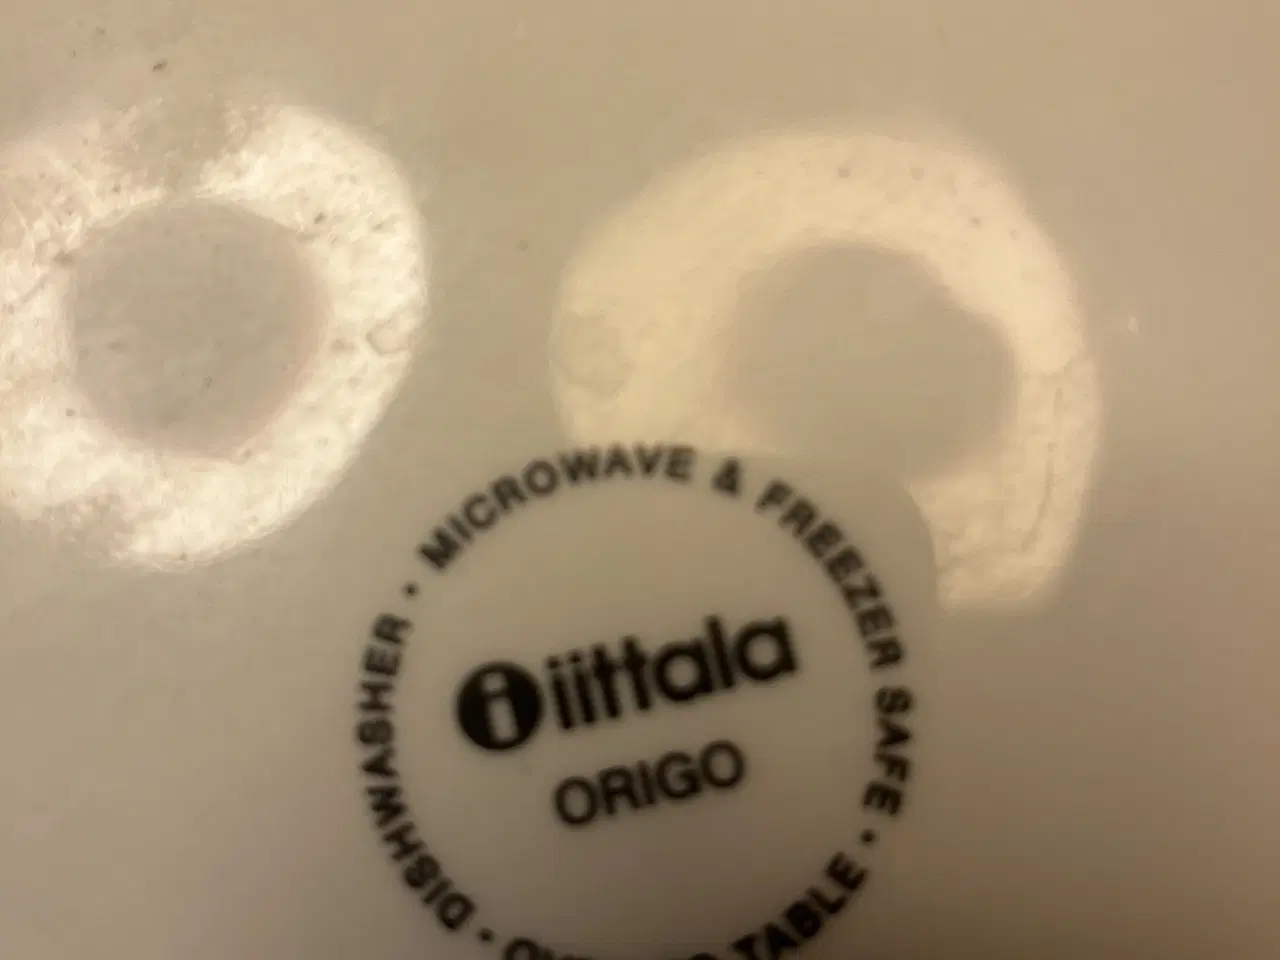 DISHWASHER · MICROWAVE & FREEZER SAFE ·
TABLE
iittala
ORIGO